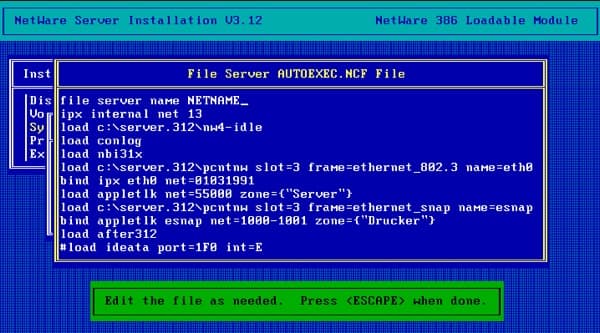 NetWare Server Installation V3.12 NetWare 386 Loadable Module
Inst File Server AUTOEXEC.NCF File
Dis file server name NETNAME_
Vo ipx internal net 13
Sy load c:\server.312\nw4-idle
Pr load conlog
Ex load nbi31x
load c:\server.312\pcntnw slot=3 frame=ethernet_802.3 name=eth0
bind ipx eth0 net=01031991
load appletlk net=55000 zone={"Server"}
load c:\server.312\pcntnw slot=3 frame=ethernet_snap name=esnap
bind appletlk esnap net=1000-1001 zone={"Drucker"}
load after312
#load ideata port=1F0 int=E
Edit the file as needed. Press <ESCAPE> when done.